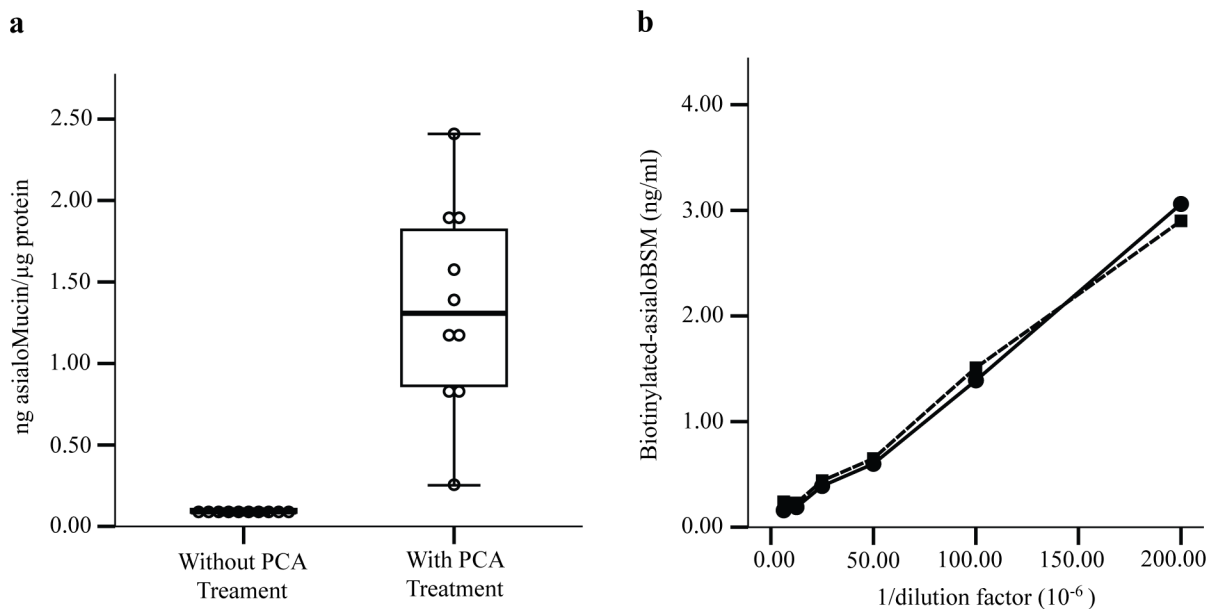 a
ng asialoMucin/µg protein
2.50
2.00
1.50
1.00
0.50
0.00
Without PCA
Treament
With PCA
Treatment
b
Biotinylated-asialoBSM (ng/ml)
4.00
3.00
2.00
1.00
0.00
0.00
50.00
100.00
150.00
200.00
1/dilution factor (10⁻⁶ )